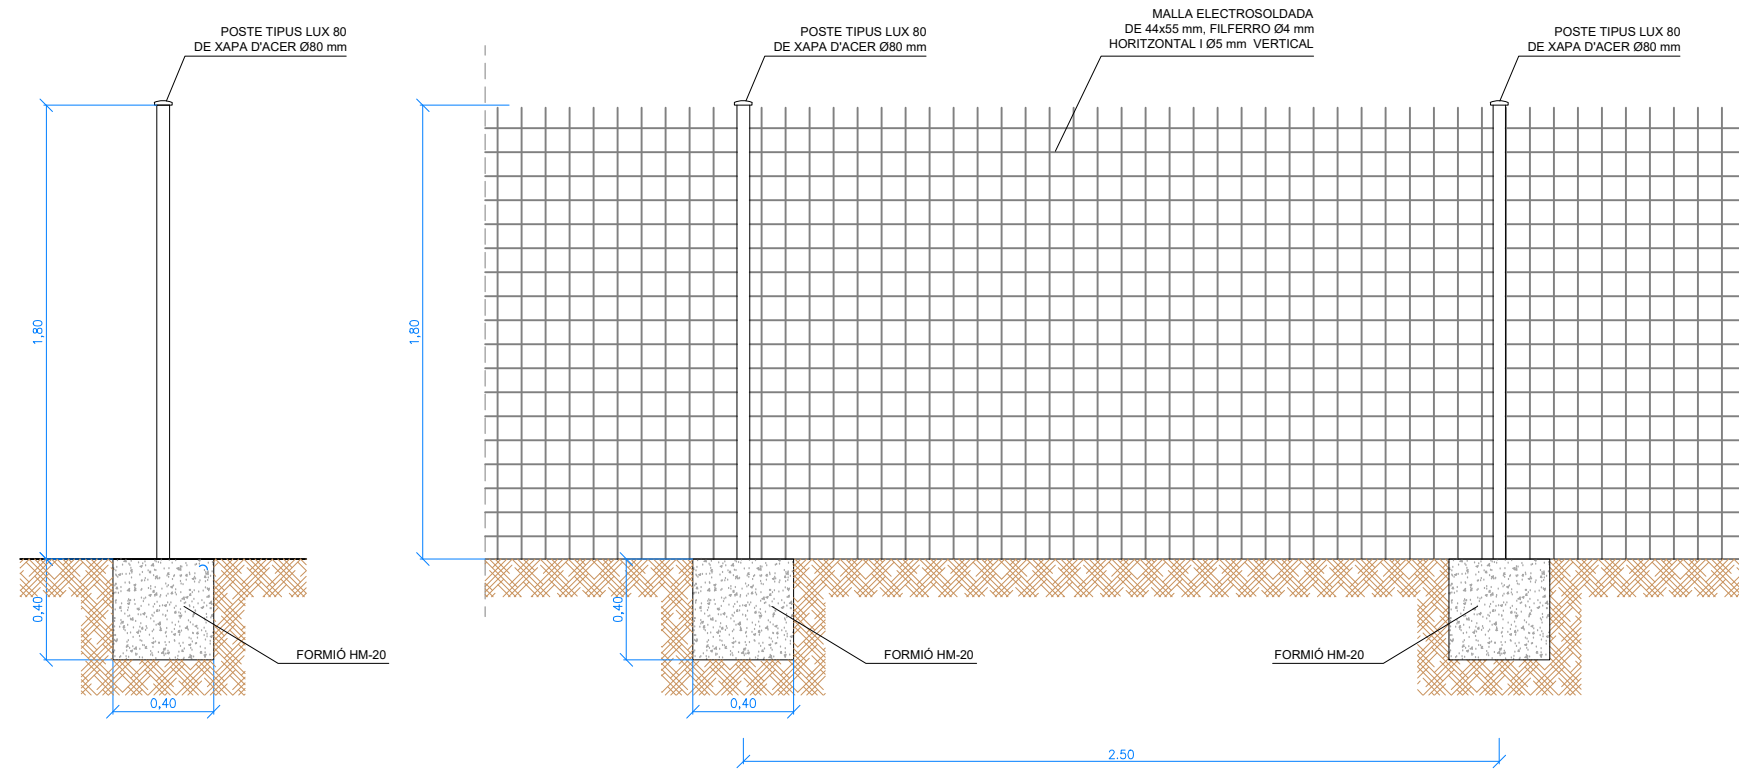 POSTE TIPUS LUX 80
DE XAPA D'ACER Ø80 mm
POSTE TIPUS LUX 80
DE XAPA D'ACER Ø80 mm
MALLA ELECTROSOLDADA
DE 44x55 mm, FILFERRO Ø4 mm
HORITZONTAL I Ø5 mm VERTICAL
POSTE TIPUS LUX 80
DE XAPA D'ACER Ø80 mm
1,80
1,80
0,40
0,40
FORMIÓ HM-20
FORMIÓ HM-20
FORMIÓ HM-20
0,40
0,40
2.50